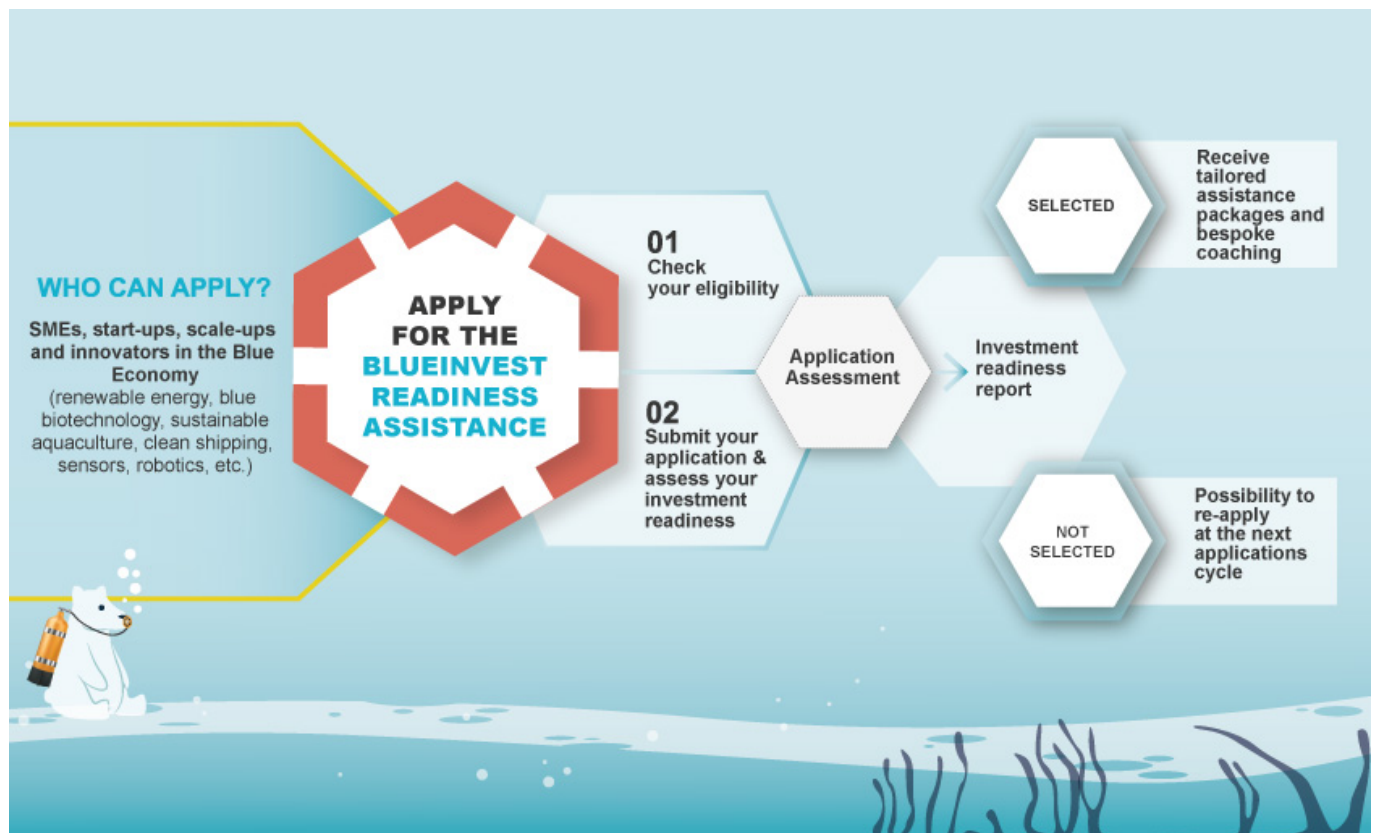 WHO CAN APPLY?
SMEs, start-ups, scale-ups
and innovators in the Blue
Economy
(renewable energy, blue
biotechnology, sustainable
aquaculture, clean shipping,
sensors, robotics, etc.)
APPLY
FOR THE
BLUEINVEST
READINESS
ASSISTANCE
01
Check
your eligibility
02
Submit your
application &
assess your
investment
readiness
Application
Assessment
Investment
readiness
report
SELECTED
Receive
tailored
assistance
packages and
bespoke
coaching
NOT
SELECTED
Possibility to
re-apply
at the next
applications
cycle